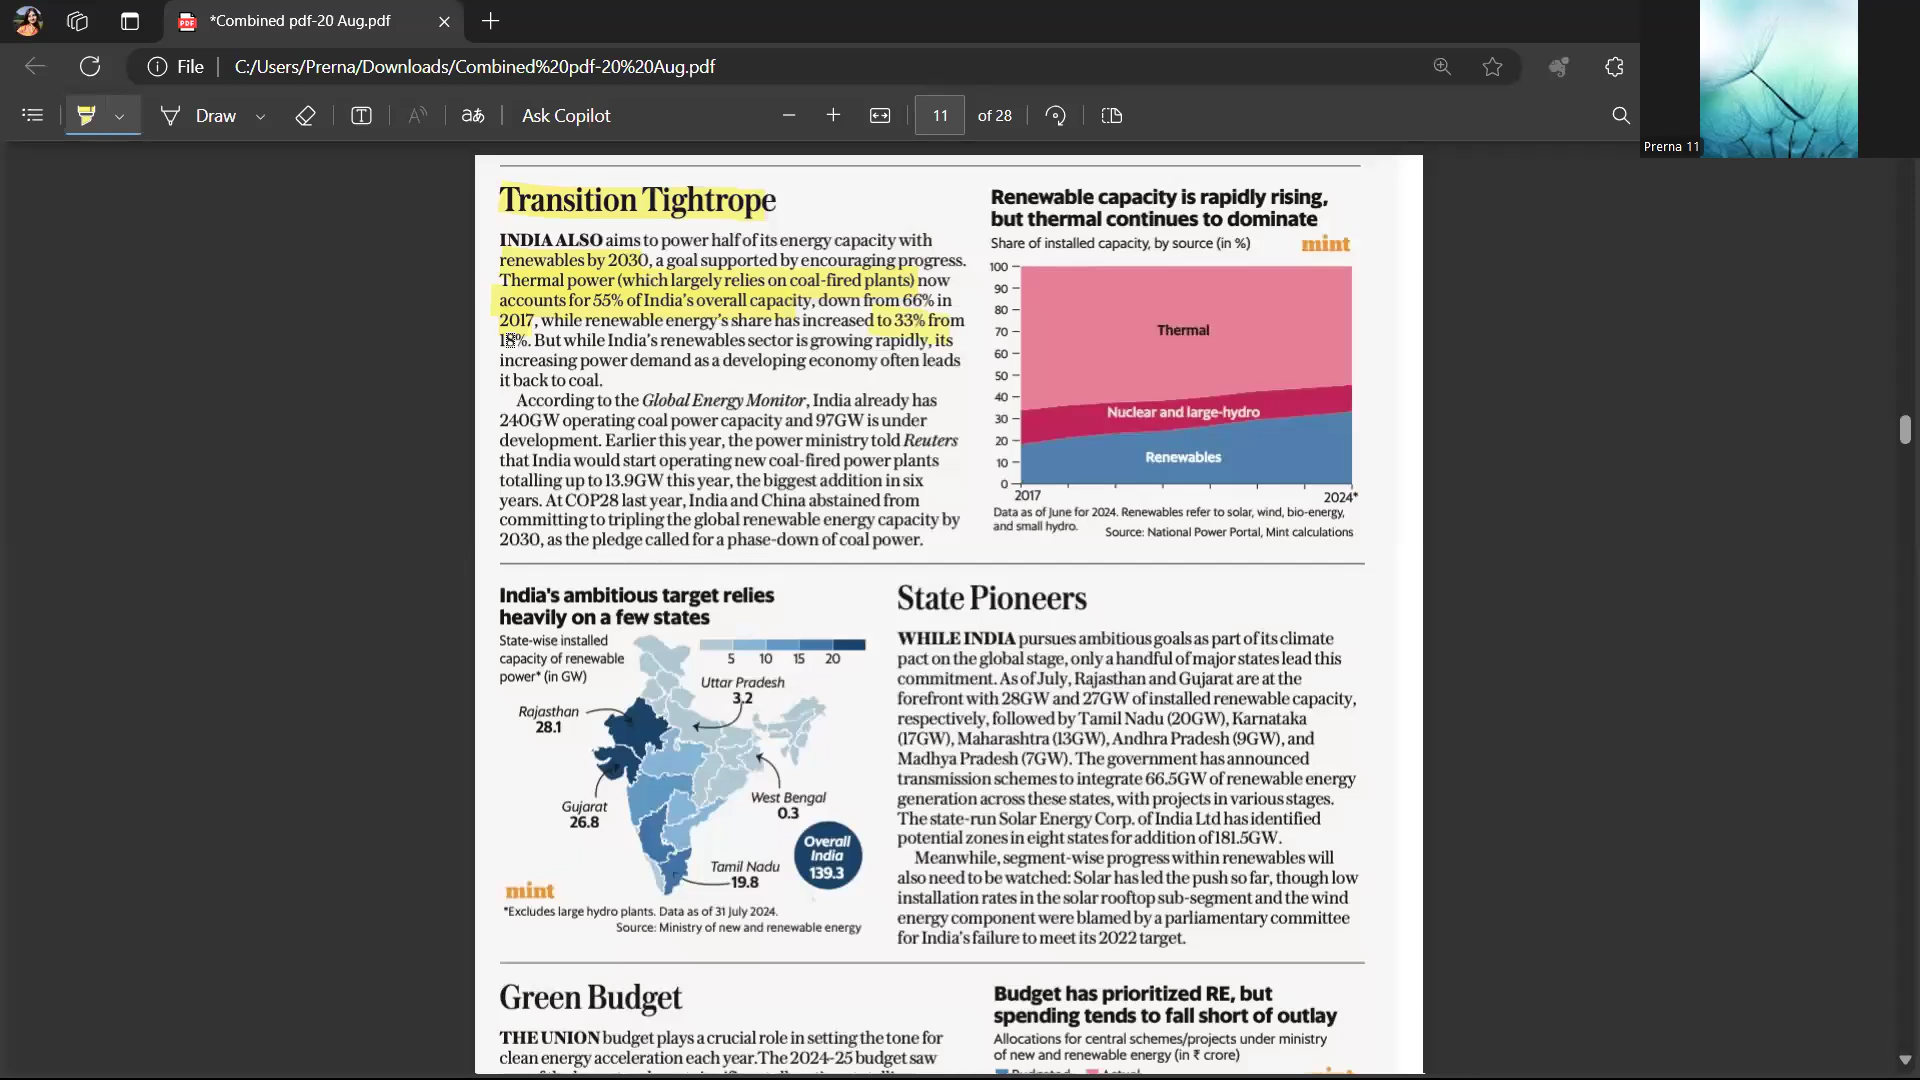 *Combined pdf-20 Aug.pdf
File
C:/Users/Prerna/Downloads/Combined%20pdf-20%20Aug.pdf
Draw
aあ
Ask Copilot
11
of 28
Prerna 11
Transition Tightrope
INDIA ALSO aims to power half of its energy capacity with
renewables by 2030, a goal supported by encouraging progress.
Thermal power (which largely relies on coal-fired plants) now
accounts for 55% of India's overall capacity, down from 66% in
2017, while renewable energy's share has increased to 33% from
18%. But while India's renewables sector is growing rapidly, its
increasing power demand as a developing economy often leads
it back to coal.
According to the Global Energy Monitor, India already has
240GW operating coal power capacity and 97GW is under
development. Earlier this year, the power ministry told Reuters
that India would start operating new coal-fired power plants
totalling up to 13.9GW this year, the biggest addition in six
years. At COP28 last year, India and China abstained from
committing to tripling the global renewable energy capacity by
2030, as the pledge called for a phase-down of coal power.
Renewable capacity is rapidly rising,
but thermal continues to dominate
Share of installed capacity, by source (in %)
mint
100
90
80
70
60
50
40
30
20
10
0
Thermal
Nuclear and large-hydro
Renewables
2017
2024*
Data as of June for 2024. Renewables refer to solar, wind, bio-energy,
and small hydro.
Source: National Power Portal, Mint calculations
India's ambitious target relies
heavily on a few states
State-wise installed
capacity of renewable
power* (in GW)
5 10 15 20
Uttar Pradesh
3.2
Rajasthan
28.1
Gujarat
26.8
West Bengal
0.3
Tamil Nadu
19.8
Overall
India
139.3
mint
*Excludes large hydro plants. Data as of 31 July 2024.
Source: Ministry of new and renewable energy
State Pioneers
WHILE INDIA pursues ambitious goals as part of its climate
pact on the global stage, only a handful of major states lead this
commitment. As of July, Rajasthan and Gujarat are at the
forefront with 28GW and 27GW of installed renewable capacity,
respectively, followed by Tamil Nadu (20GW), Karnataka
(17GW), Maharashtra (13GW), Andhra Pradesh (9GW), and
Madhya Pradesh (7GW). The government has announced
transmission schemes to integrate 66.5GW of renewable energy
generation across these states, with projects in various stages.
The state-run Solar Energy Corp. of India Ltd has identified
potential zones in eight states for addition of 181.5GW.
Meanwhile, segment-wise progress within renewables will
also need to be watched: Solar has led the push so far, though low
installation rates in the solar rooftop sub-segment and the wind
energy component were blamed by a parliamentary committee
for India's failure to meet its 2022 target.
Green Budget
THE UNION budget plays a crucial role in setting the tone for
clean energy acceleration each year. The 2024-25 budget saw
Budget has prioritized RE, but
spending tends to fall short of outlay
Allocations for central schemes/projects under ministry
of new and renewable energy (in ₹ crore)